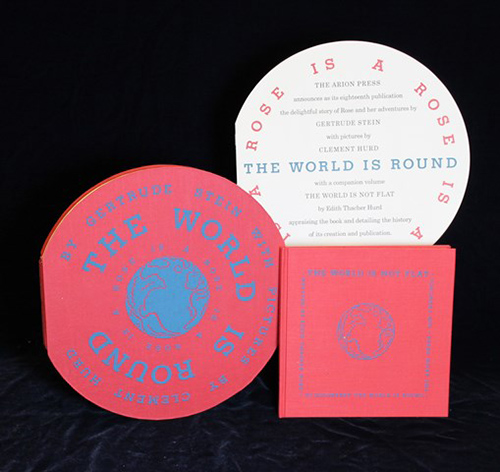 A ROSE IS A ROSE IS A
THE ARION PRESS
announces as its eighteenth publication
the delightful story of Rose and her adventures by
GERTRUDE STEIN
with pictures by
CLEMENT HURD
THE WORLD IS ROUND
with a companion volume
THE WORLD IS NOT FLAT
by Edith Thacher Hurd
appraising the book and detailing the history
of its creation and publication.
BY GERTRUDE STEIN WITH PICTURES BY CLEMENT HURD
THE WORLD IS ROUND
THE WORLD IS NOT FLAT